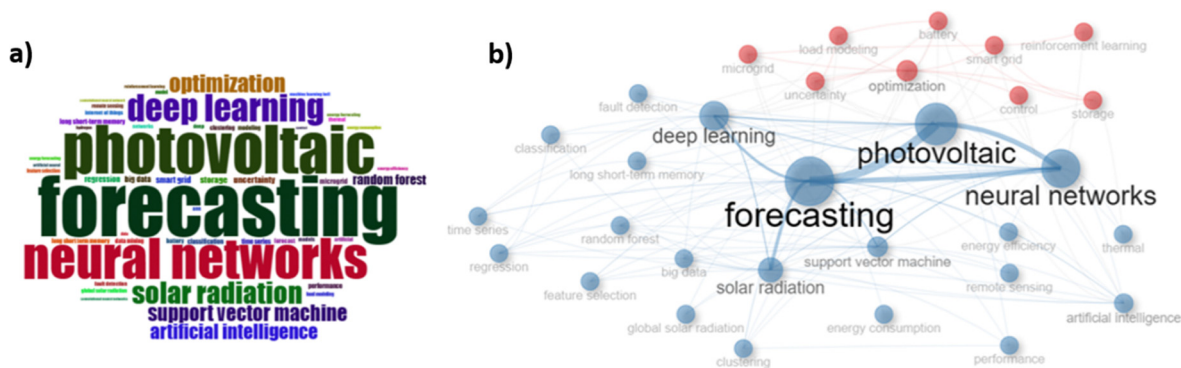 a)
optimization
deep learning
long short-term memory
photovoltaic
regression big data smart grid storage uncertainty microgrid random forest
forecasting
neural networks
solar radiation
support vector machine
artificial intelligence
b)
battery
load modeling
reinforcement learning
smart grid
microgrid
optimization
uncertainty
fault detection
control
storage
deep learning
classification
photovoltaic
long short-term memory
neural networks
forecasting
time series
random forest
energy efficiency
thermal
regression
big data
support vector machine
solar radiation
remote sensing
feature selection
artificial intelligence
global solar radiation
energy consumption
clustering
performance